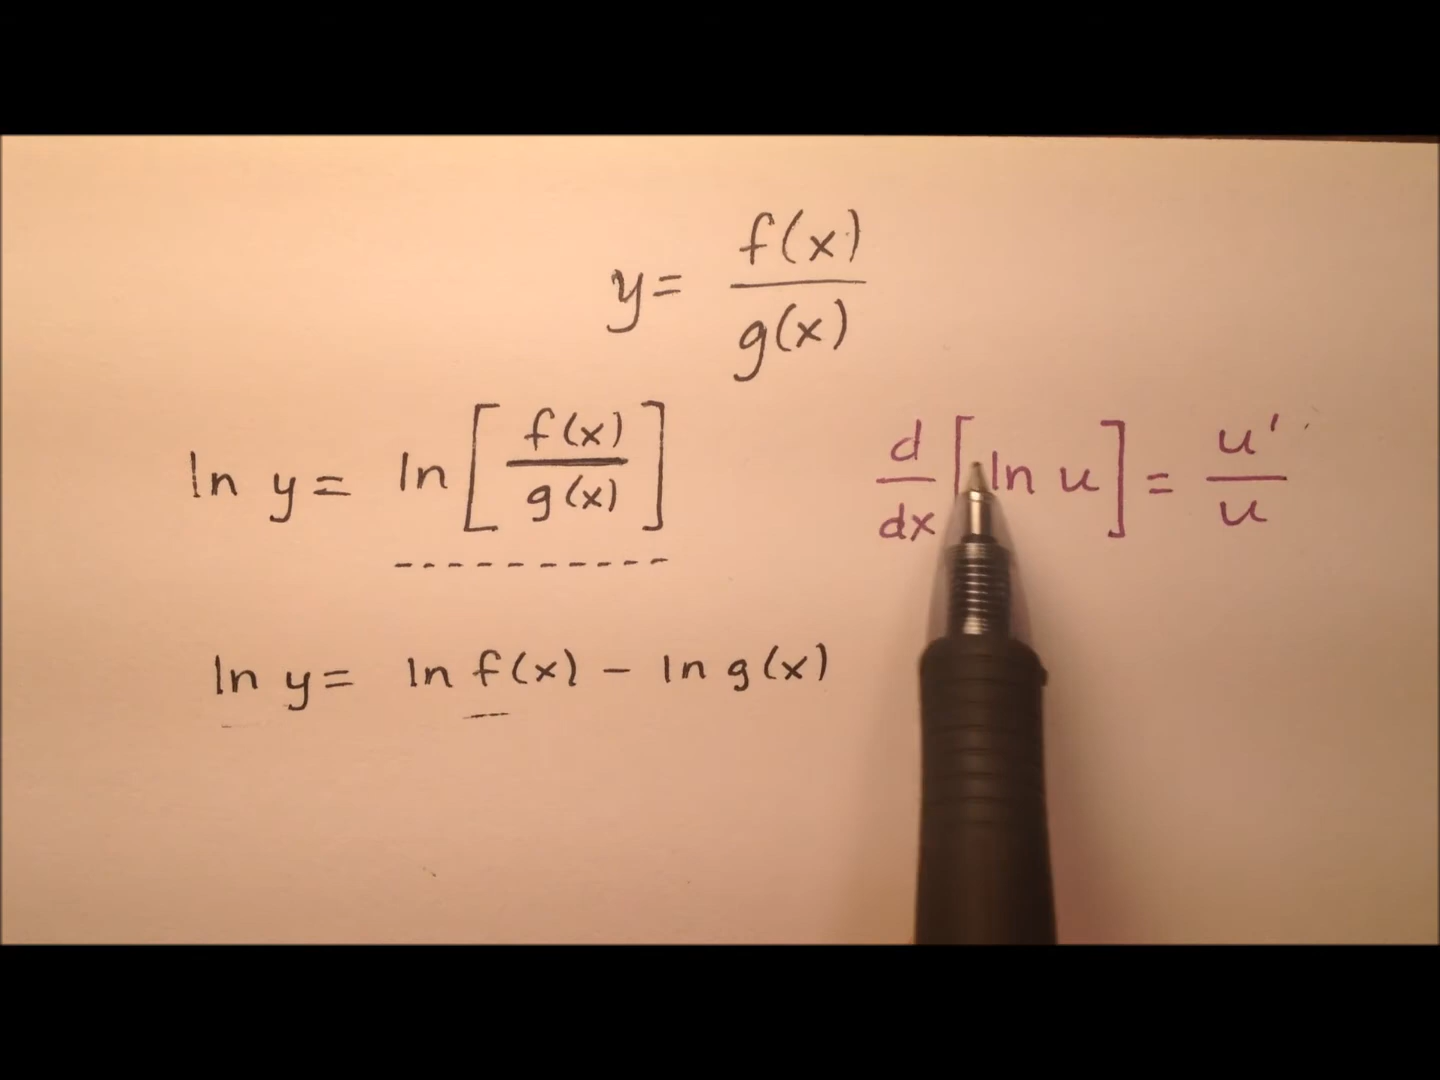 y= f(x)/g(x)
ln y= ln[f(x)/g(x)]
d/dx[ln u]= u'/u
ln y= ln f(x) - ln g(x)